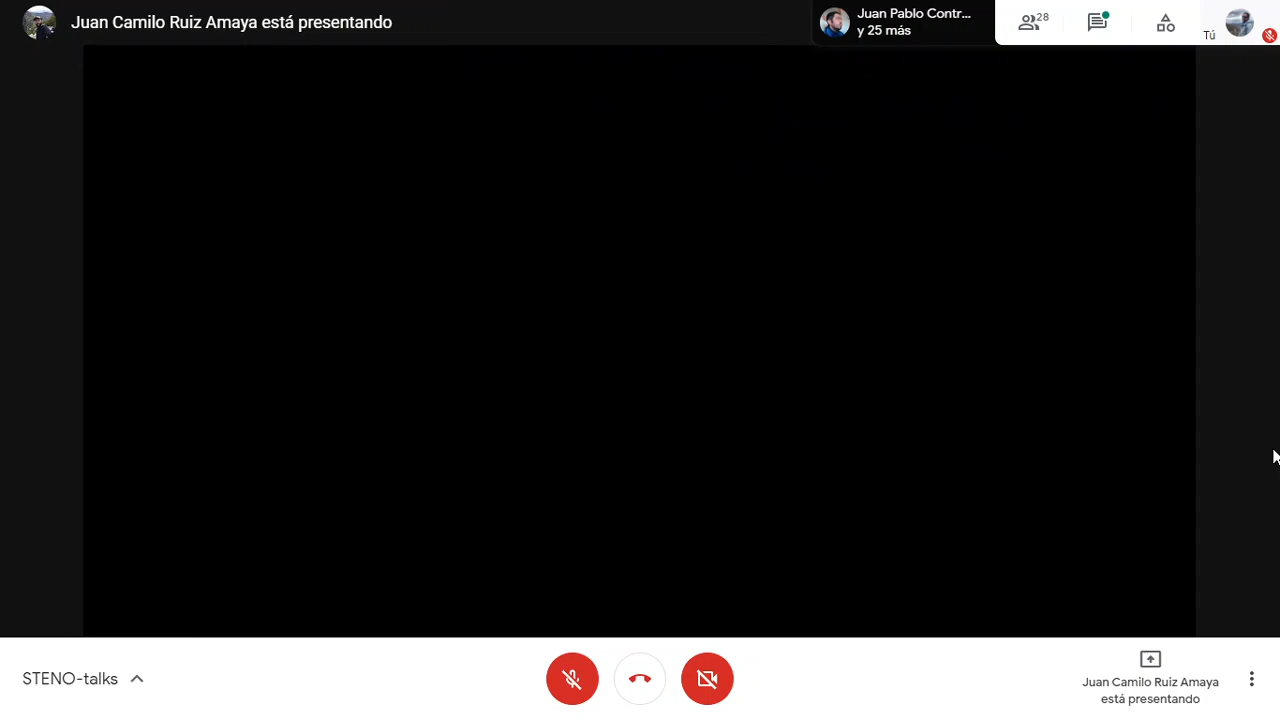 Juan Camilo Ruiz Amaya está presentando
Juan Pablo Contr...
y 25 más
28
Tú
STENO-talks
Juan Camilo Ruiz Amaya
está presentando